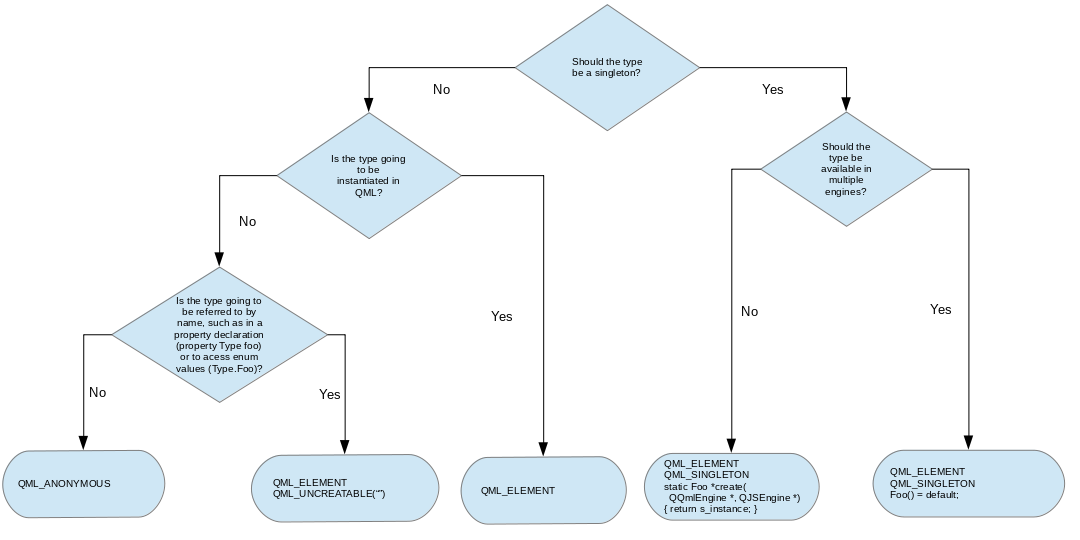 Should the type
be a singleton?
No
Yes
Is the type going
to be
instantiated in
QML?
Should the
type be
available in
multiple
engines?
No
Yes
No
Yes
Is the type going to
be referred to by
name, such as in a
property declaration
(property Type foo)
or to acess enum
values (Type.Foo)?
No
Yes
QML_ANONYMOUS
QML_ELEMENT
QML_UNCREATABLE("")
QML_ELEMENT
QML_ELEMENT
QML_SINGLETON
static Foo *create(
QQmlEngine *, QJSEngine *)
{ return s_instance; }
QML_ELEMENT
QML_SINGLETON
Foo() = default;